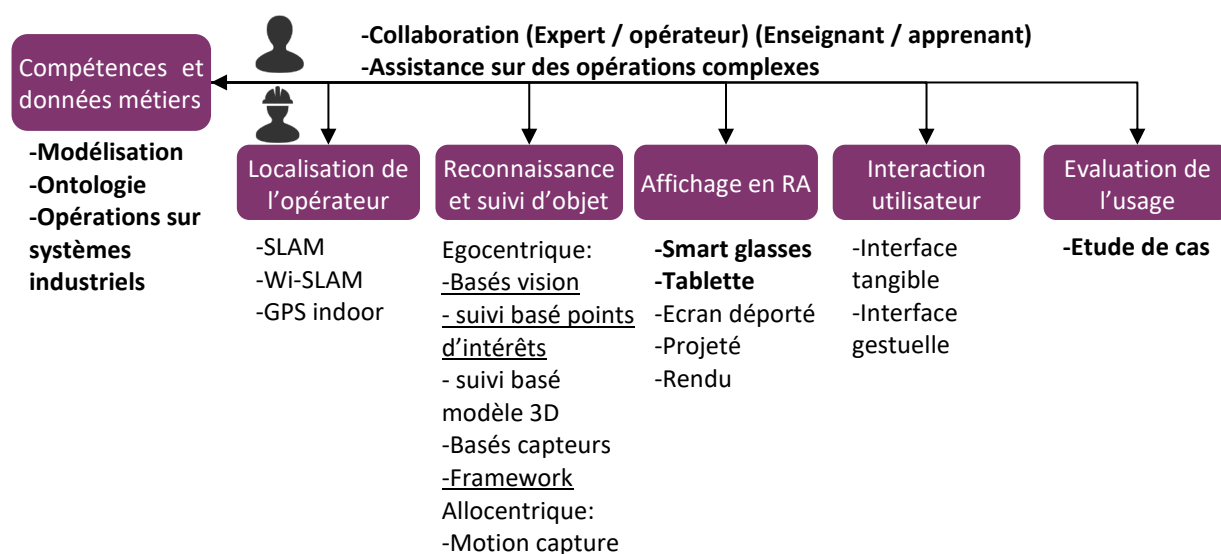 -Collaboration (Expert / opérateur) (Enseignant / apprenant)
-Assistance sur des opérations complexes
Compétences et
données métiers
-Modélisation
-Ontologie
-Opérations sur
systèmes
industriels
Localisation de
l’opérateur
-SLAM
-Wi-SLAM
-GPS indoor
Reconnaissance
et suivi d’objet
Egocentrique:
-Basés vision
- suivi basé points
d’intérêts
- suivi basé
modèle 3D
-Basés capteurs
-Framework
Allocentrique:
-Motion capture
Affichage en RA
-Smart glasses
-Tablette
-Ecran déporté
-Projeté
-Rendu
Interaction
utilisateur
-Interface
tangible
-Interface
gestuelle
Evaluation de
l’usage
-Etude de cas